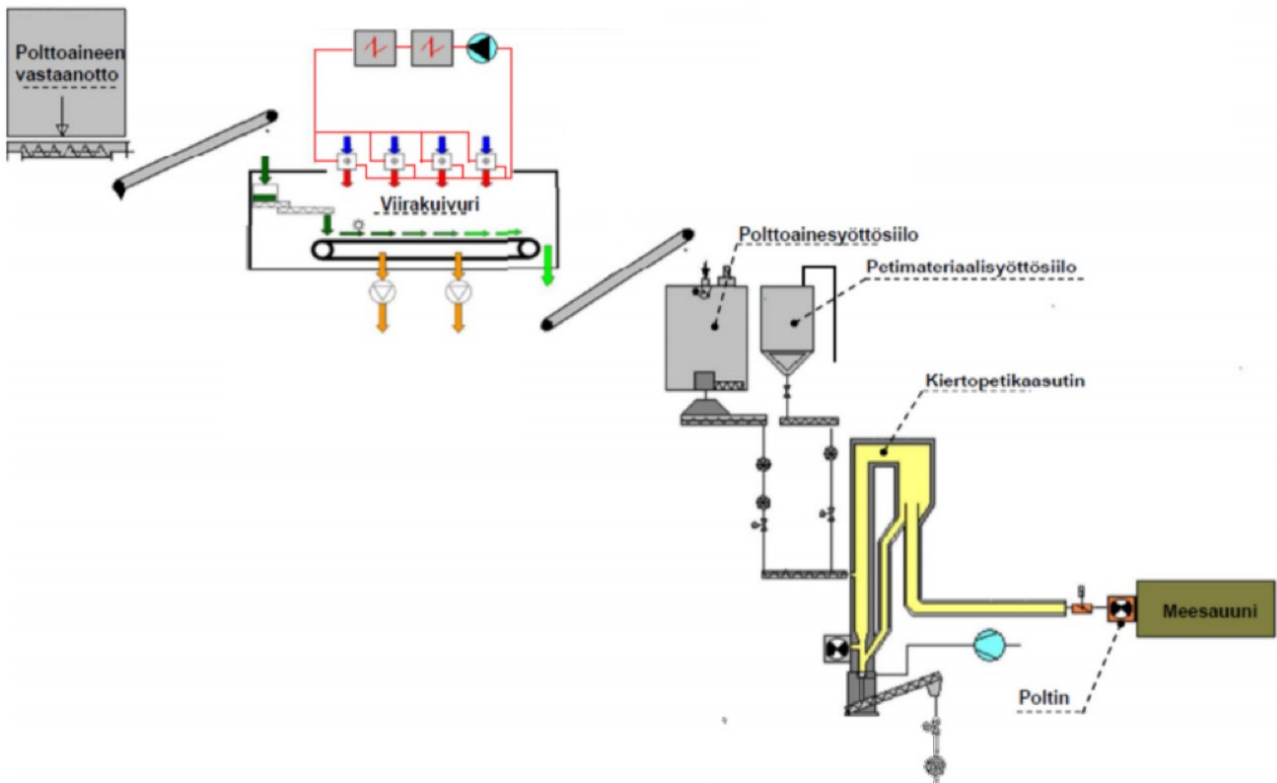 Polttoaineen
vastaanotto
Viirakuivuri
Polttoainesyöttösiilo
Petimateriaalisyöttösiilo
Kiertopetikaasutin
Meesauuni
Poltin